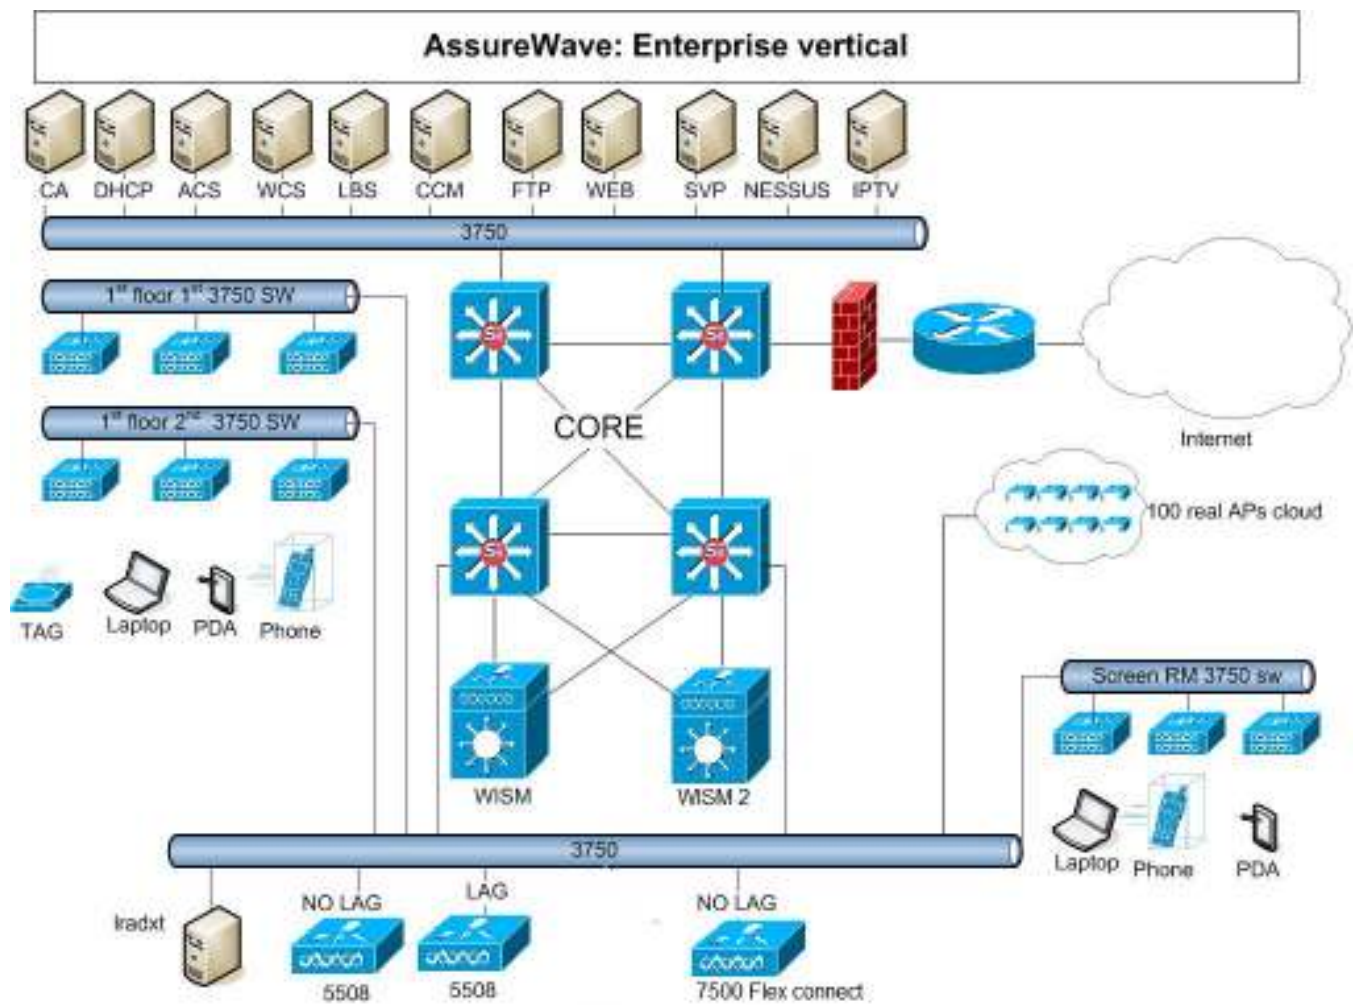 AssureWave: Enterprise vertical
CA DHCP ACS WCS LBS CCM FTP WEB SVP NESSUS IPTV
3750
1st floor 1st 3750 SW
1st floor 2nd 3750 SW
CORE
Internet
100 real APs cloud
TAG Laptop PDA Phone
Screen RM 3750 sw
WISM WISM 2
3750
Laptop Phone PDA
NO LAG LAG NO LAG
Iradxt
5508 5508 7500 Flex connect